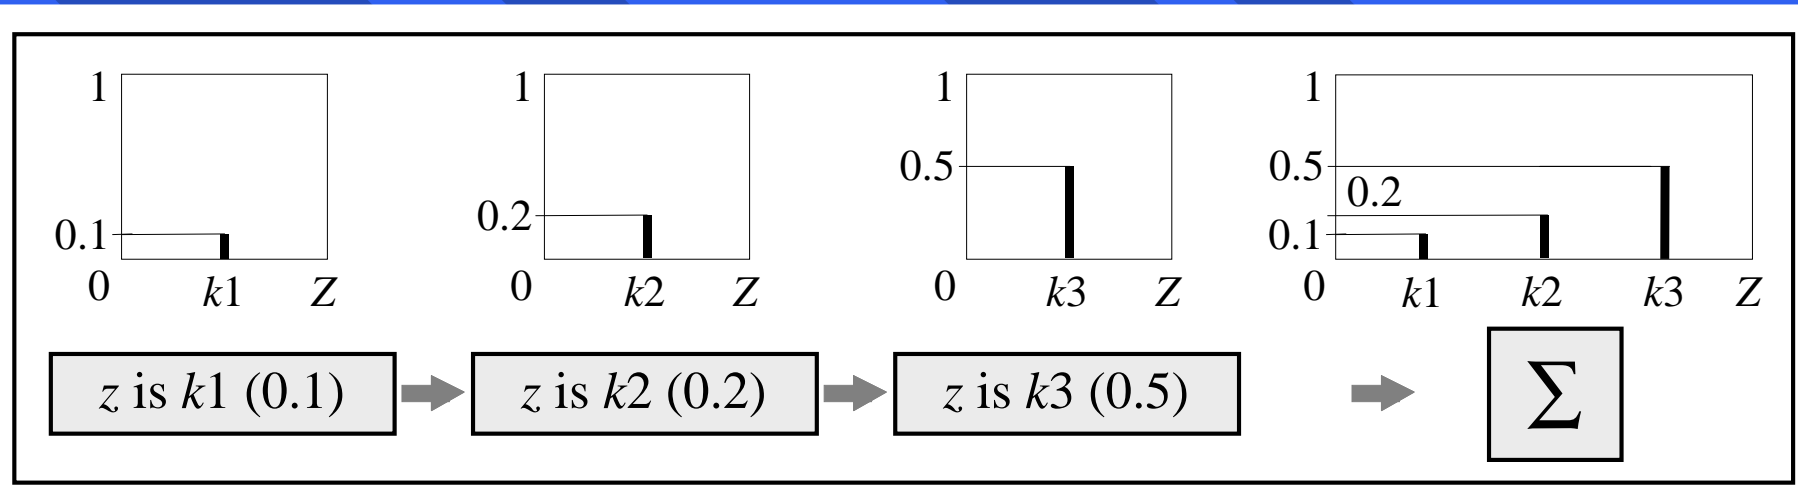 1
0.1
0 k1 Z
1
0.2
0 k2 Z
1
0.5
0 k3 Z
1
0.5
0.2
0.1
0 k1 k2 k3 Z
z is k1 (0.1)
z is k2 (0.2)
z is k3 (0.5)
∑